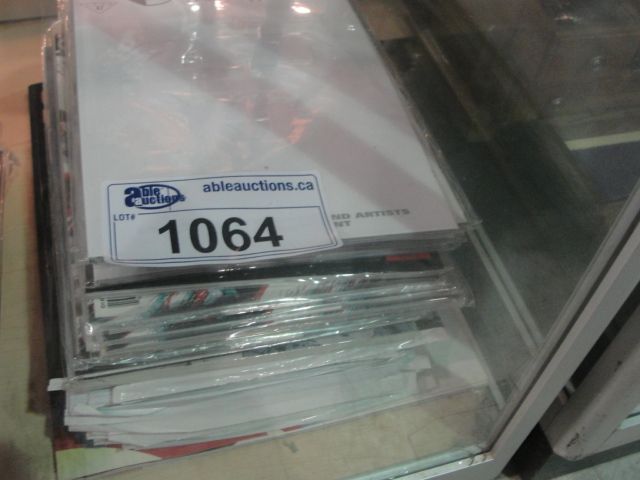 able auctions
ableauctions.ca
LOT#
1064
ND ARTISTS
NT